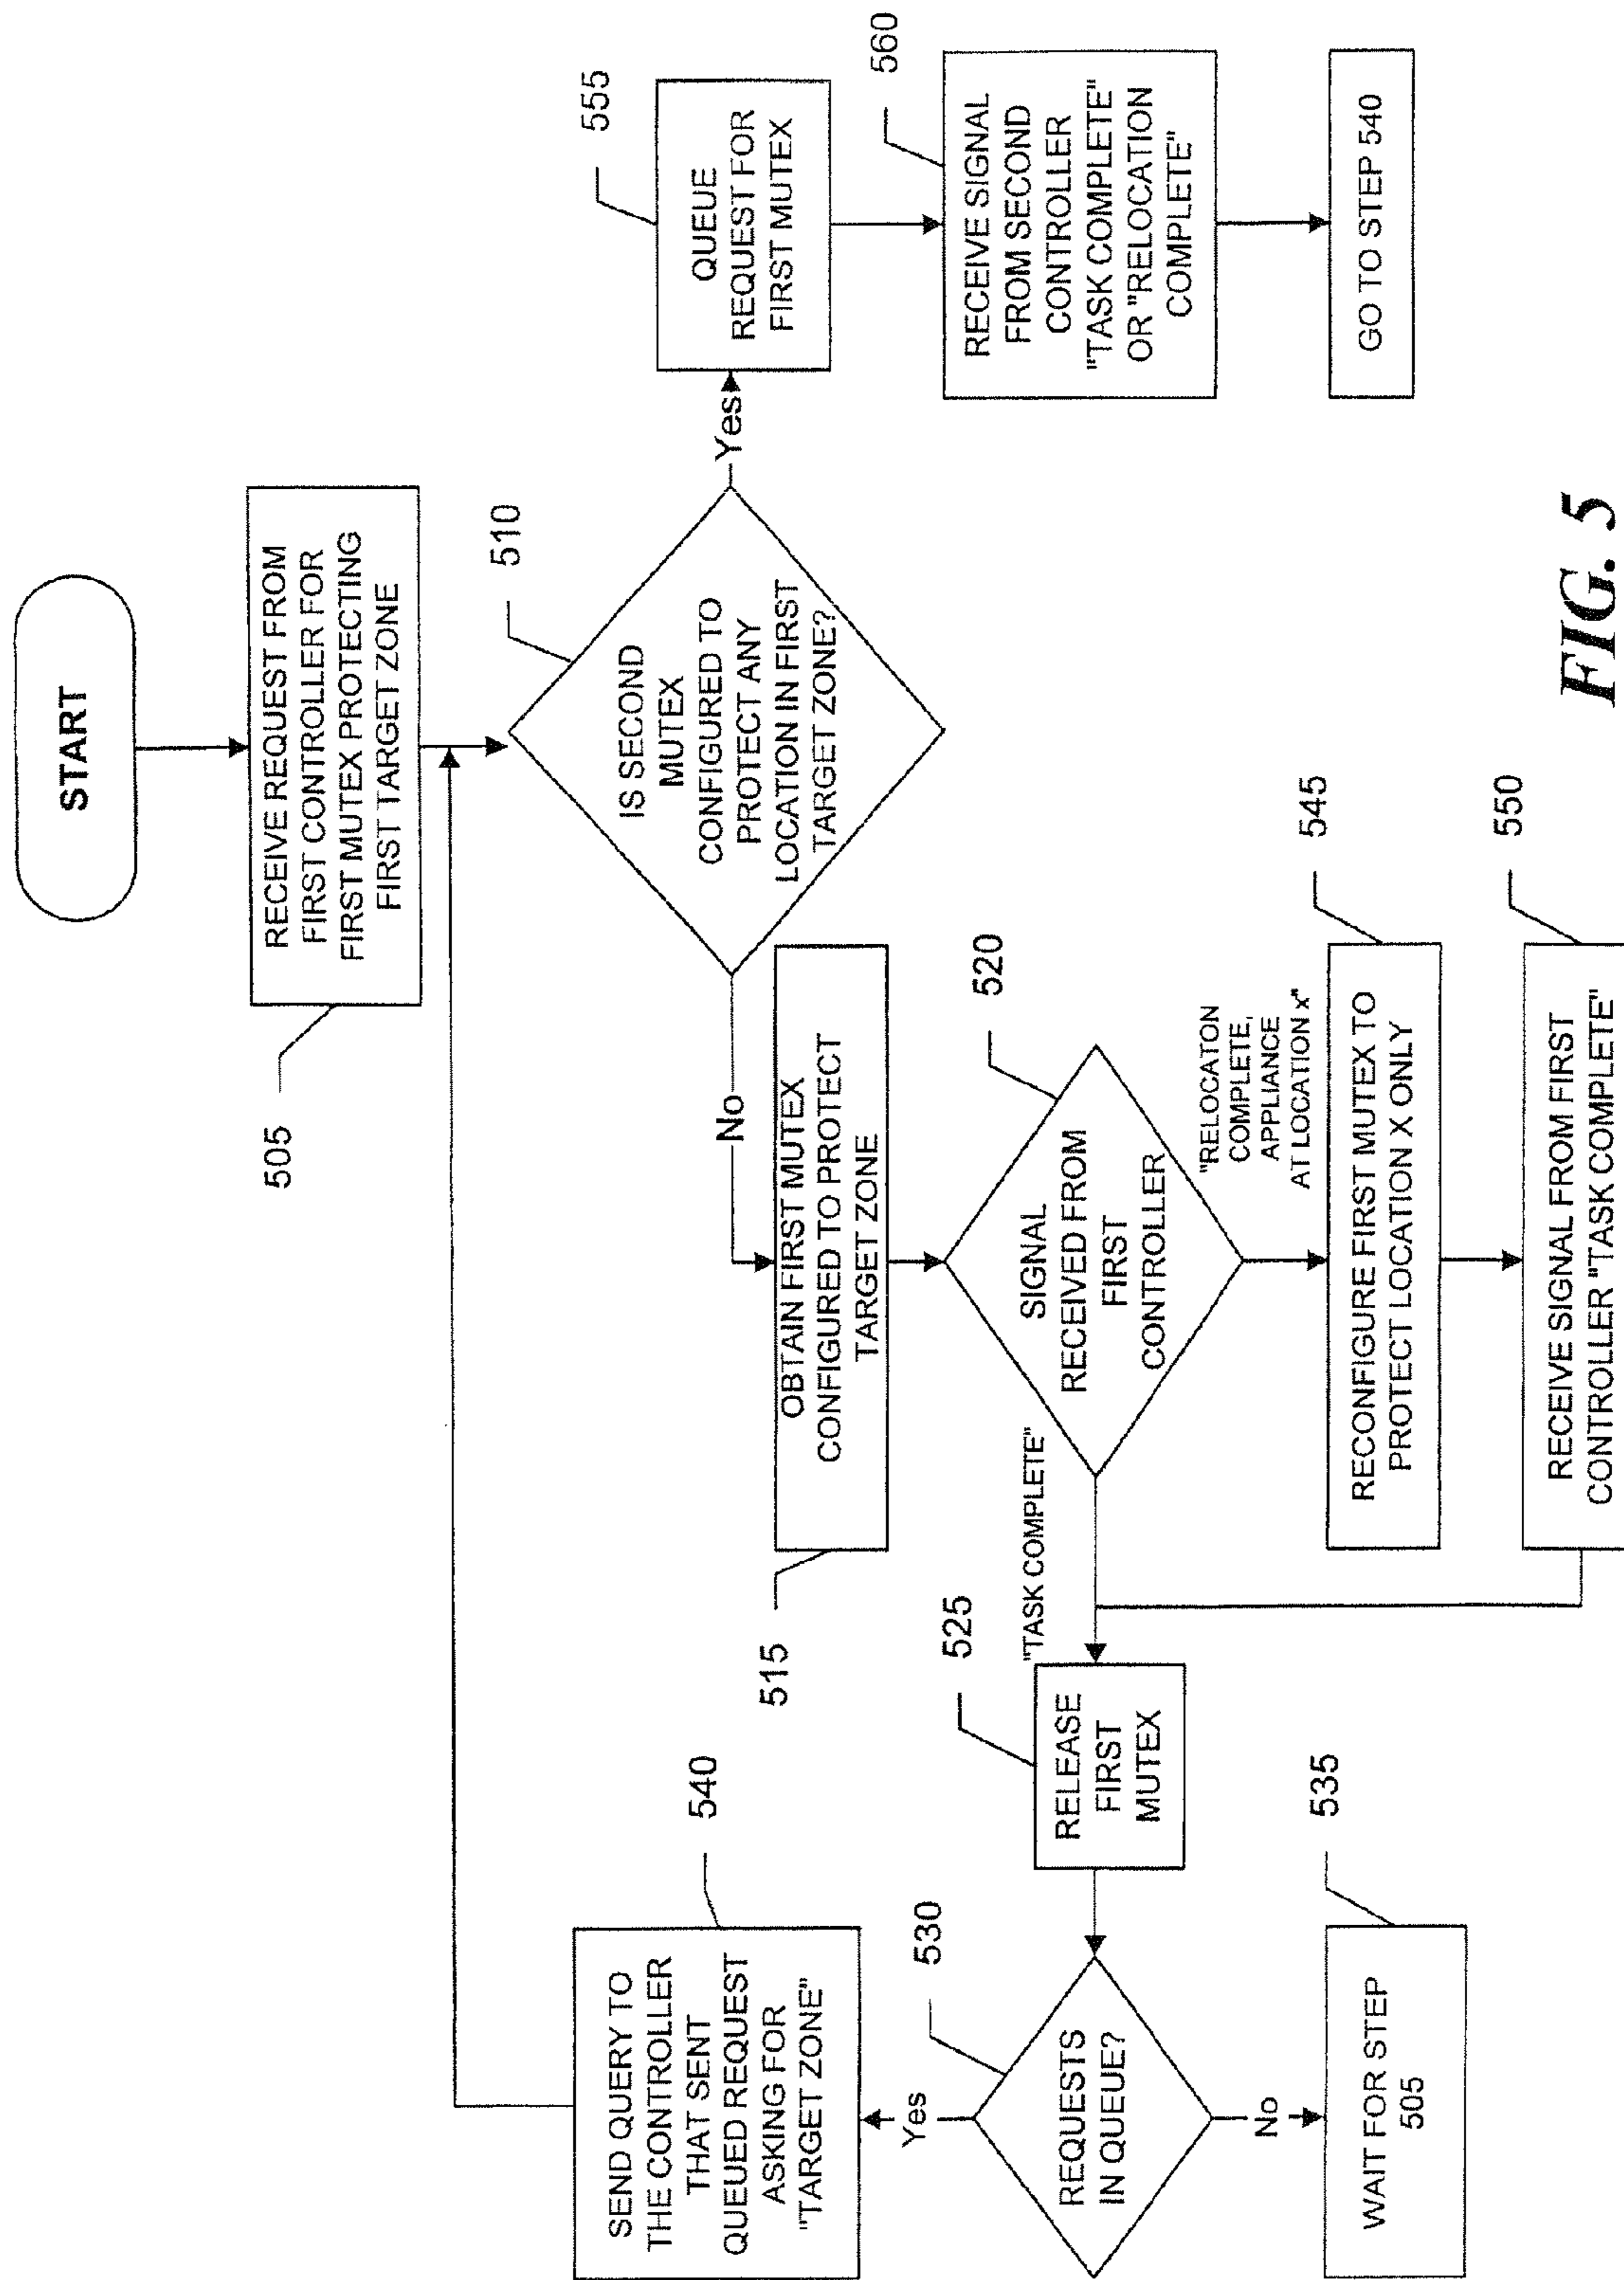 START
RECEIVE REQUEST FROM
FIRST CONTROLLER FOR
FIRST MUTEX PROTECTING
FIRST TARGET ZONE
505
IS SECOND
MUTEX
CONFIGURED TO
PROTECT ANY
LOCATION IN FIRST
TARGET ZONE?
510
Yes
QUEUE
REQUEST FOR
FIRST MUTEX
555
RECEIVE SIGNAL
FROM SECOND
CONTROLLER
"TASK COMPLETE"
OR "RELOCATION
COMPLETE"
560
GO TO STEP 540
No
OBTAIN FIRST MUTEX
CONFIGURED TO PROTECT
TARGET ZONE
515
SIGNAL
RECEIVED FROM
FIRST
CONTROLLER
520
"RELOCATON
COMPLETE,
APPLIANCE
AT LOCATION x"
RECONFIGURE FIRST MUTEX TO
PROTECT LOCATION X ONLY
545
RECEIVE SIGNAL FROM FIRST
CONTROLLER "TASK COMPLETE"
550
"TASK COMPLETE"
RELEASE
FIRST
MUTEX
525
REQUESTS
IN QUEUE?
530
Yes
SEND QUERY TO
THE CONTROLLER
THAT SENT
QUEUED REQUEST
ASKING FOR
"TARGET ZONE"
540
No
WAIT FOR STEP
505
535
FIG. 5